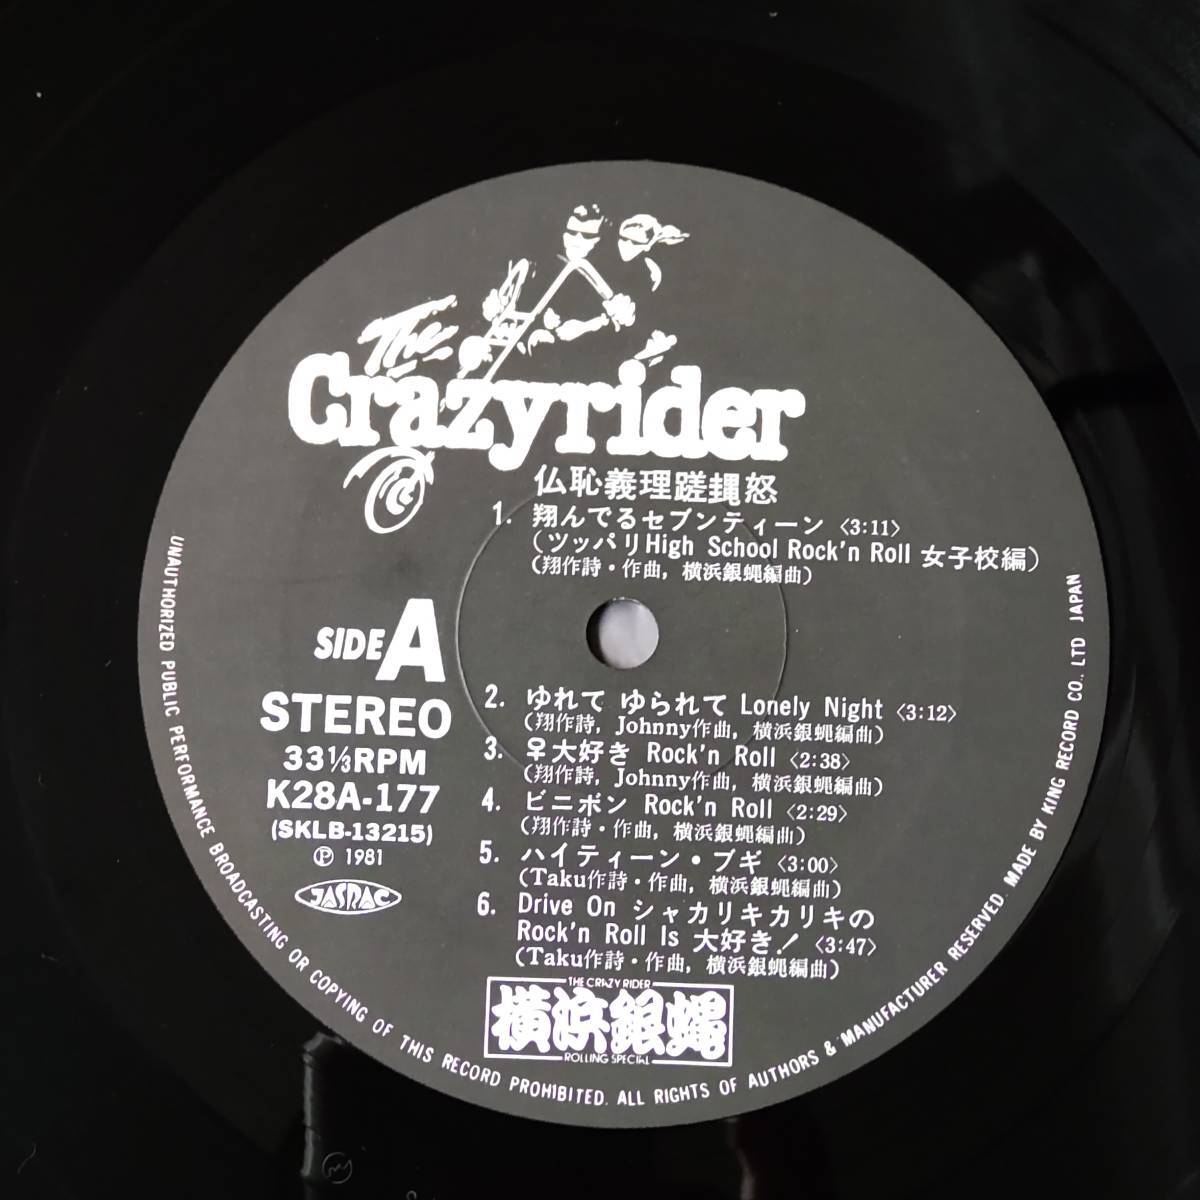 The
Crazyrider
仏恥義理蹉蠅怒
1. 翔んでるセブンティーン〈3:11〉
(ツッパリHigh School Rock'n Roll 女子校編)
(翔作詩・作曲, 横浜銀蝿編曲)
SIDE A
STEREO
33⅓RPM
K28A-177
(SKLB-13215)
Ⓟ 1981
JASRAC
2. ゆれて ゆられて Lonely Night〈3:12〉
(翔作詩, Johnny作曲, 横浜銀蝿編曲)
3. ♀大好き Rock'n Roll〈2:38〉
(翔作詩, Johnny作曲, 横浜銀蝿編曲)
4. ビニボン Rock'n Roll〈2:29〉
(翔作詩・作曲, 横浜銀蝿編曲)
5. ハイティーン・ブギ〈3:00〉
(Taku作詩・作曲, 横浜銀蝿編曲)
6. Drive On シャカリキカリキの
Rock'n Roll Is 大好き!〈3:47〉
(Taku作詩・作曲, 横浜銀蝿編曲)
THE CRAZY RIDER
横浜銀蝿
ROLLING SPECIAL
UNAUTHORIZED PUBLIC PERFORMANCE BROADCASTING OR COPYING OF THIS RECORD PROHIBITED. ALL RIGHTS OF AUTHORS & MANUFACTURER RESERVED. MADE BY KING RECORD CO., LTD JAPAN